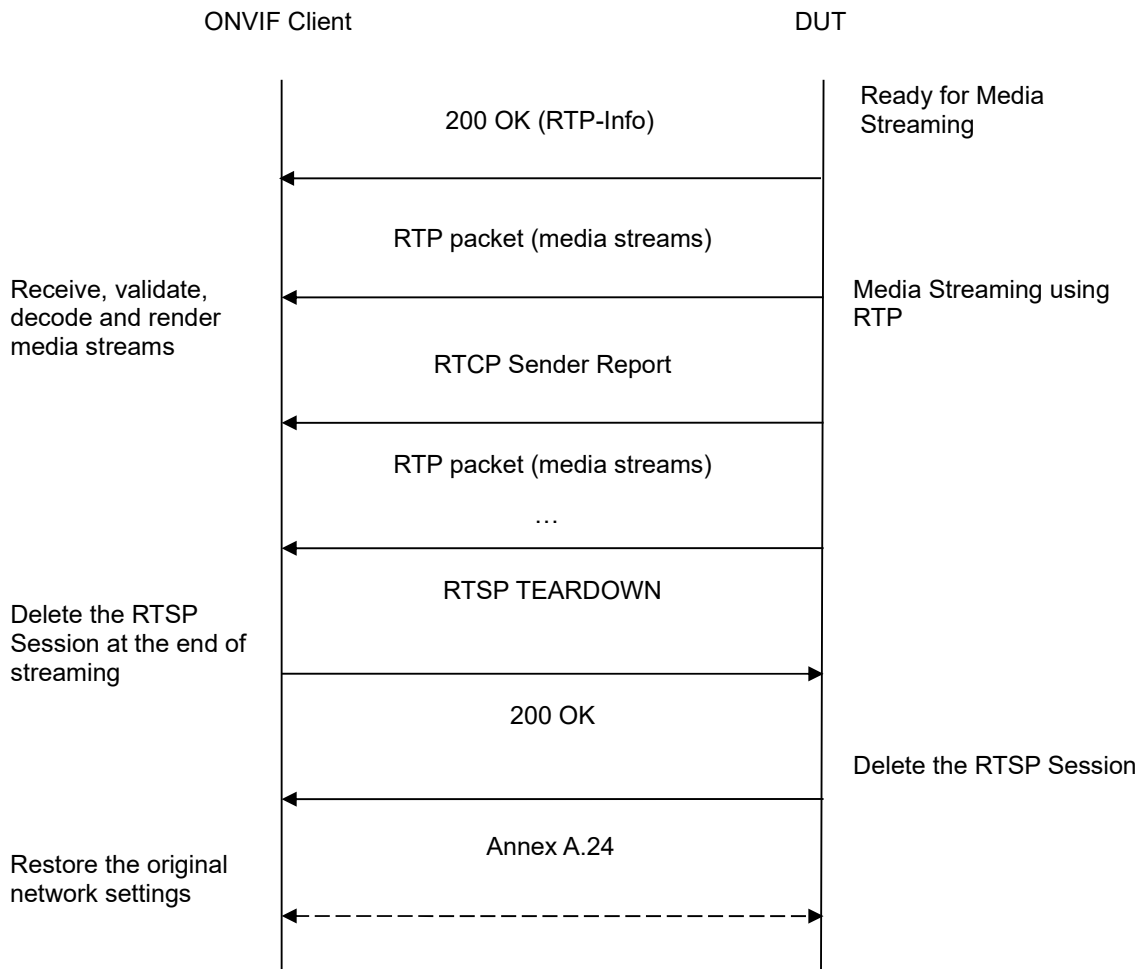 ONVIF Client
DUT
Ready for Media
Streaming
200 OK (RTP-Info)
RTP packet (media streams)
Receive, validate,
decode and render
media streams
Media Streaming using
RTP
RTCP Sender Report
RTP packet (media streams)
…
RTSP TEARDOWN
Delete the RTSP
Session at the end of
streaming
200 OK
Delete the RTSP Session
Annex A.24
Restore the original
network settings